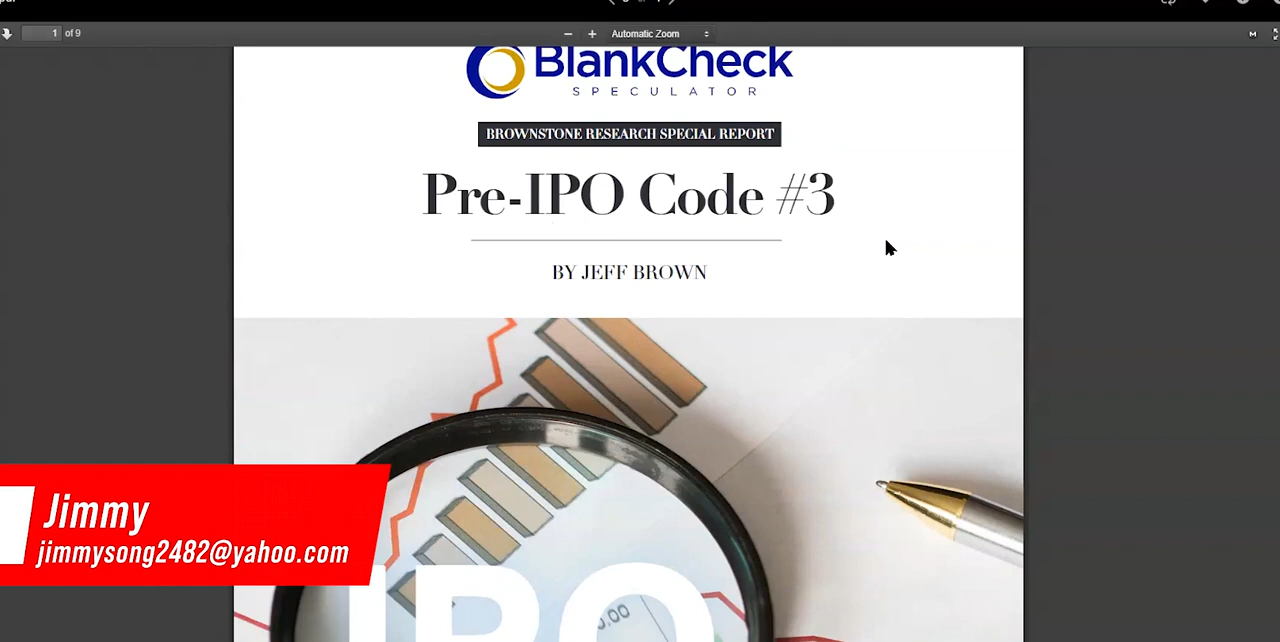 1 of 9
Automatic Zoom
BlankCheck
SPECULATOR
BROWNSTONE RESEARCH SPECIAL REPORT
Pre-IPO Code #3
BY JEFF BROWN
Jimmy
jimmysong2482@yahoo.com
IPO